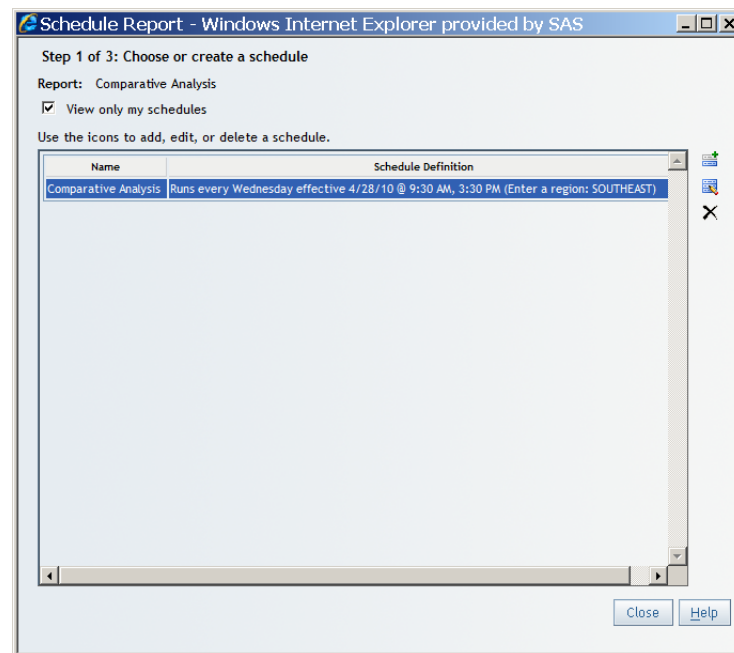 Schedule Report - Windows Internet Explorer provided by SAS
Step 1 of 3: Choose or create a schedule
Report: Comparative Analysis
View only my schedules
Use the icons to add, edit, or delete a schedule.
Name Schedule Definition
Comparative Analysis Runs every Wednesday effective 4/28/10 @ 9:30 AM, 3:30 PM (Enter a region: SOUTHEAST)
Close Help